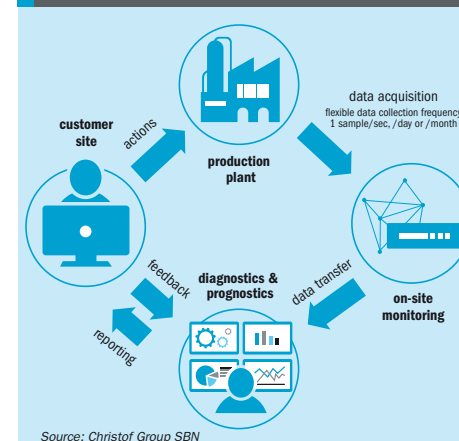 data acquisition
flexible data collection frequency
1 sample/sec, /day or /month
customer
site
actions
production
plant
feedback
diagnostics &
prognostics
data transfer
on-site
monitoring
reporting
Source: Christof Group SBN